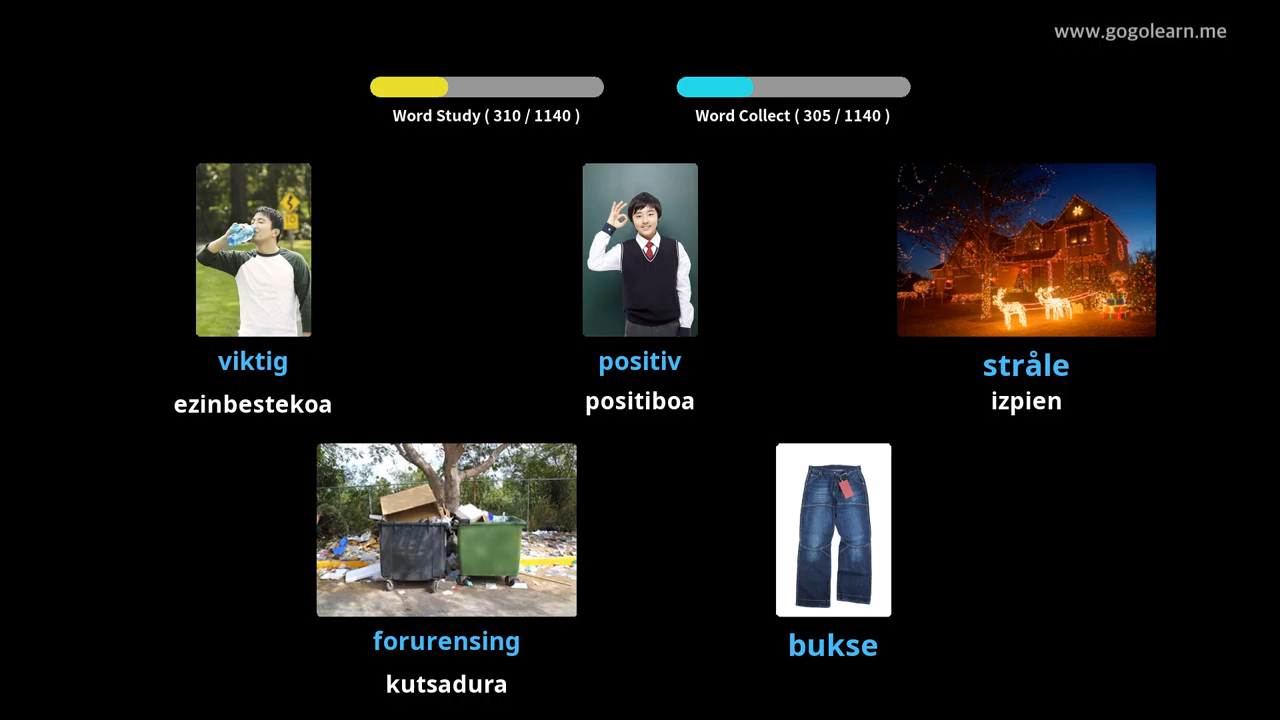 www.gogolearn.me
Word Study ( 310 / 1140 )
Word Collect ( 305 / 1140 )
viktig
ezinbestekoa
positiv
positiboa
stråle
izpien
forurensing
kutsadura
bukse